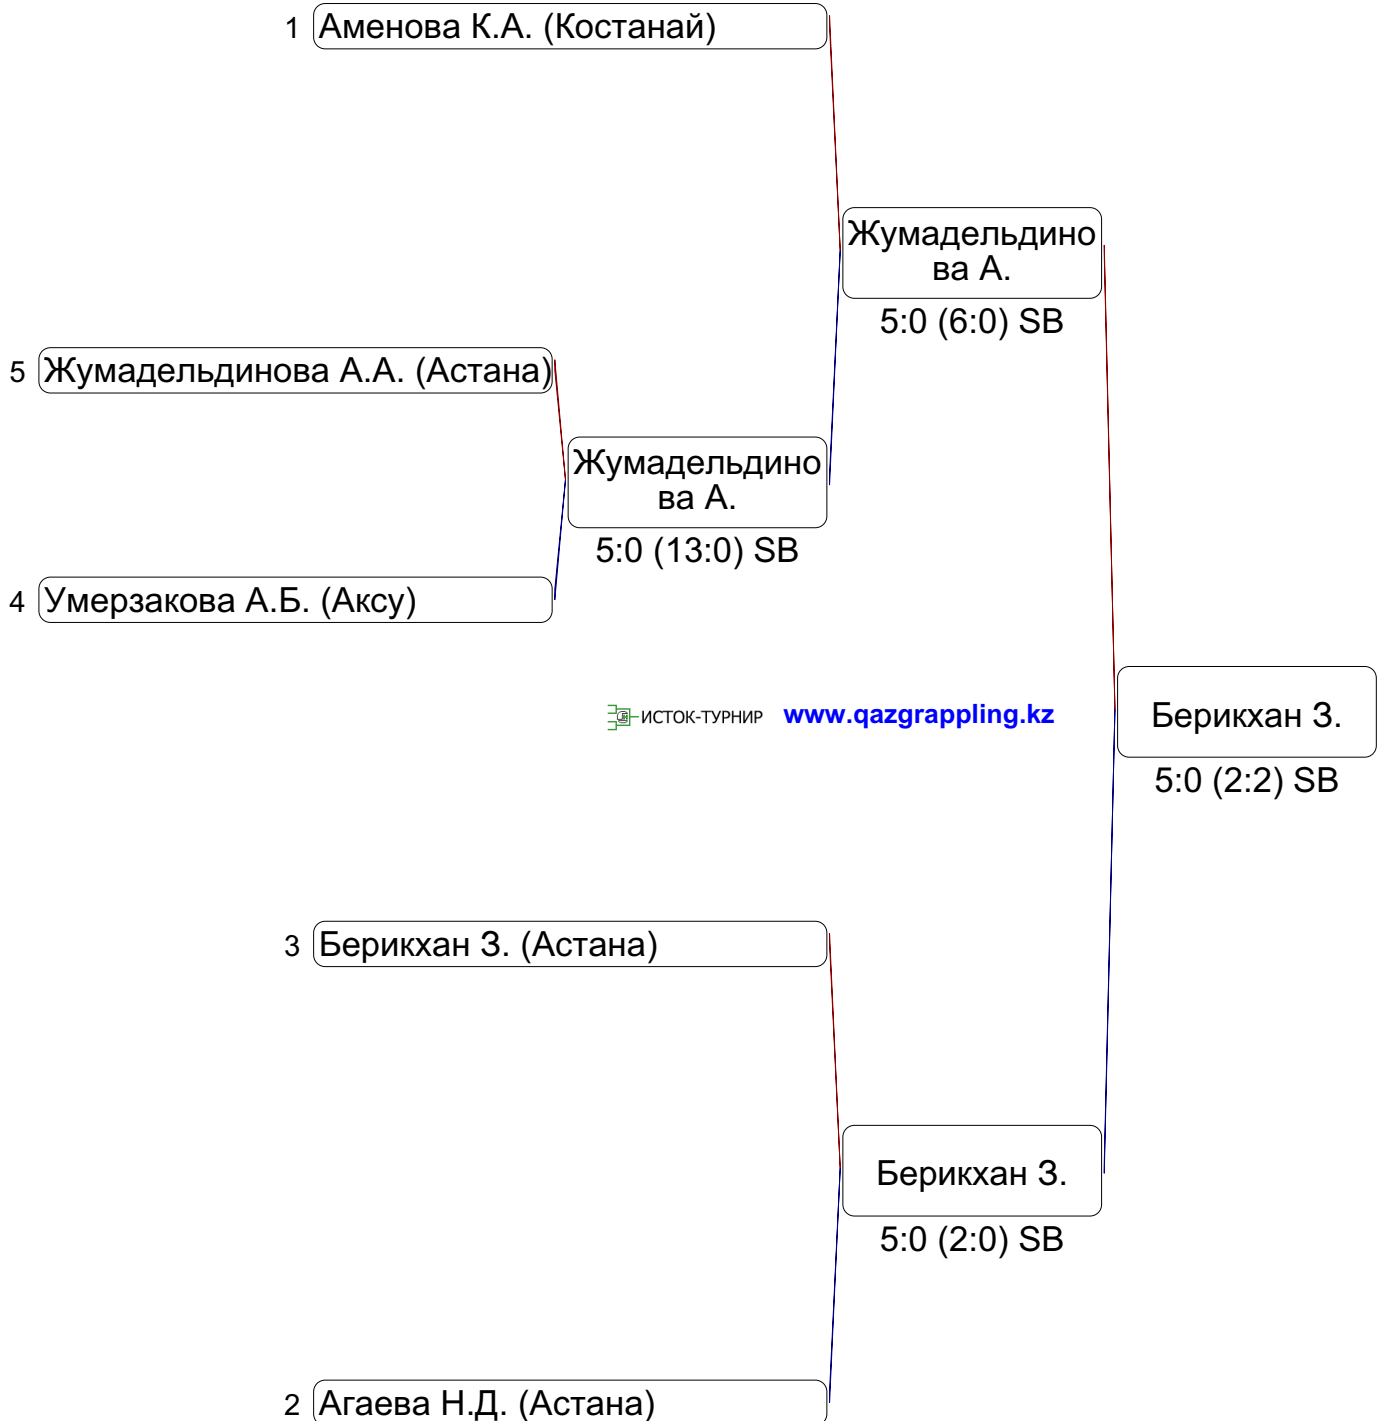 1 Аменова К.А. (Костанай)
Жумадельдино
ва А.
5:0 (6:0) SB
5 Жумадельдинова А.А. (Астана)
Жумадельдино
ва А.
5:0 (13:0) SB
4 Умерзакова А.Б. (Аксу)
ИСТОК-ТУРНИР www.qazgrappling.kz
Берикхан З.
5:0 (2:2) SB
3 Берикхан З. (Астана)
Берикхан З.
5:0 (2:0) SB
2 Агаева Н.Д. (Астана)